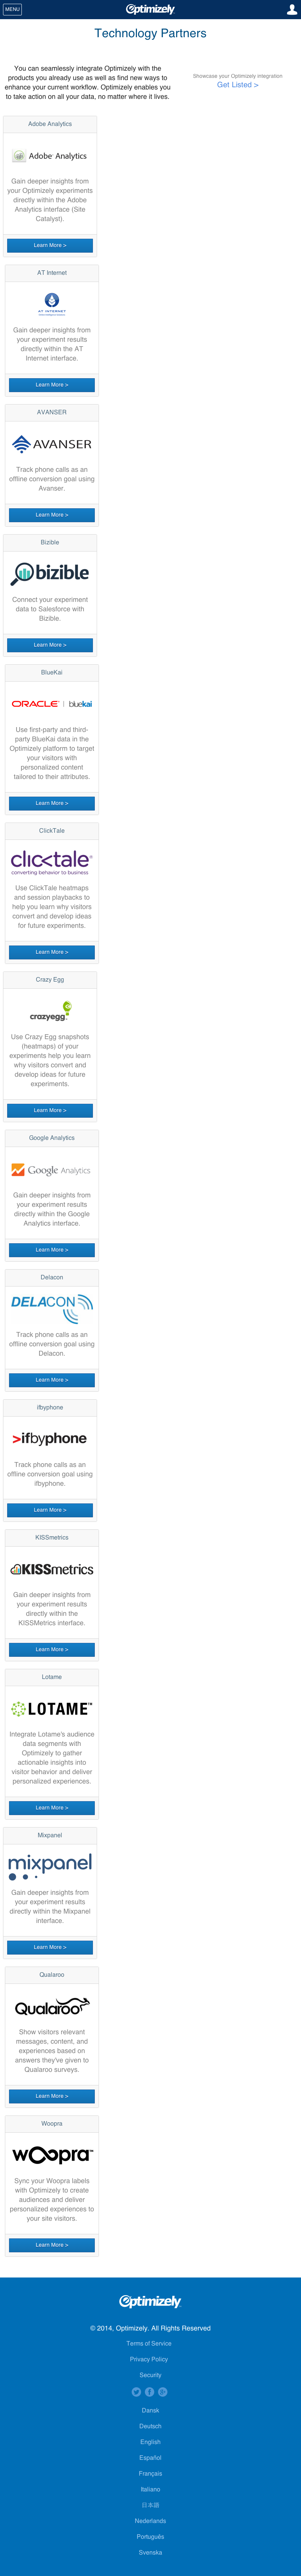 MENU
Optimizely
Technology Partners
You can seamlessly integrate Optimizely with the
products you already use as well as find new ways to
enhance your current workflow. Optimizely enables you
to take action on all your data, no matter where it lives.
Showcase your Optimizely integration
Get Listed >
Adobe Analytics
Adobe Analytics
Gain deeper insights from
your Optimizely experiments
directly within the Adobe
Analytics interface (Site
Catalyst).
Learn More >
AT Internet
AT INTERNET
Gain deeper insights from
your experiment results
directly within the AT
Internet interface.
Learn More >
AVANSER
AVANSER
Track phone calls as an
offline conversion goal using
Avanser.
Learn More >
Bizible
bizible
Connect your experiment
data to Salesforce with
Bizible.
Learn More >
BlueKai
ORACLE | bluekai
Use first-party and third-
party BlueKai data in the
Optimizely platform to target
your visitors with
personalized content
tailored to their attributes.
Learn More >
ClickTale
clicktale®
converting behavior to business
Use ClickTale heatmaps
and session playbacks to
help you learn why visitors
convert and develop ideas
for future experiments.
Learn More >
Crazy Egg
crazyegg
Use Crazy Egg snapshots
(heatmaps) of your
experiments help you learn
why visitors convert and
develop ideas for future
experiments.
Learn More >
Google Analytics
Google Analytics
Gain deeper insights from
your experiment results
directly within the Google
Analytics interface.
Learn More >
Delacon
DELACON
Track phone calls as an
offline conversion goal using
Delacon.
Learn More >
ifbyphone
>ifbyphone
Track phone calls as an
offline conversion goal using
ifbyphone.
Learn More >
KISSmetrics
KISSmetrics
Gain deeper insights from
your experiment results
directly within the
KISSMetrics interface.
Learn More >
Lotame
LOTAME™
Integrate Lotame's audience
data segments with
Optimizely to gather
actionable insights into
visitor behavior and deliver
personalized experiences.
Learn More >
Mixpanel
mixpanel
Gain deeper insights from
your experiment results
directly within the Mixpanel
interface.
Learn More >
Qualaroo
Qualaroo
Show visitors relevant
messages, content, and
experiences based on
answers they've given to
Qualaroo surveys.
Learn More >
Woopra
woopra™
Sync your Woopra labels
with Optimizely to create
audiences and deliver
personalized experiences to
your site visitors.
Learn More >
Optimizely
© 2014, Optimizely. All Rights Reserved
Terms of Service
Privacy Policy
Security
Dansk
Deutsch
English
Español
Français
Italiano
日本語
Nederlands
Português
Svenska